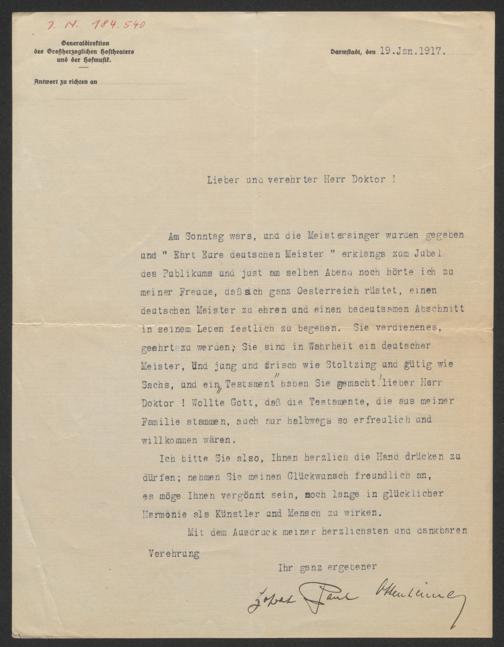 J. N. 184.540
Generaldirektion
des Großherzoglichen Hoftheaters
und der Hofmusik.
Antwort zu richten an
Darmstadt, den 19.Jan.1917.
Lieber und verehrter Herr Doktor !
Am Sonntag wars, und die Meistersinger wurden gegeben
und " Ehrt Eure deutschen Meister " erklangs zum Jubel
des Publikums und just am selben Abend noch hörte ich zu
meiner Freude, daß sich ganz Oesterreich rüstet, einen
deutschen Meister zu ehren und einen bedeutsamen Abschnitt
in seinem Leben festlich zu begehen. Sie verdienenes,
geehrt zu werden; Sie sind in Wahrheit ein deutscher
Meister, Und jung und frisch wie Stoltzing und gütig wie
Sachs, und ein „Testament" haben Sie gemacht! lieber Herr
Doktor ! Wollte Gott, daß die Testamente, die aus meiner
Familie stammen, auch nur halbwegs so erfreulich und
willkommen wären.
Ich bitte Sie also, Ihnen herzlich die Hand drücken zu
dürfen; nehmen Sie meinen Glückwunsch freundlich an,
es möge Ihnen vergönnt sein, noch lange in glücklicher
Harmonie als Künstler und Mensch zu wirken.
Mit dem Ausdruck meiner herzlichsten und dankbaren
Verehrung
Ihr ganz ergebener
Paul Ottenheimer